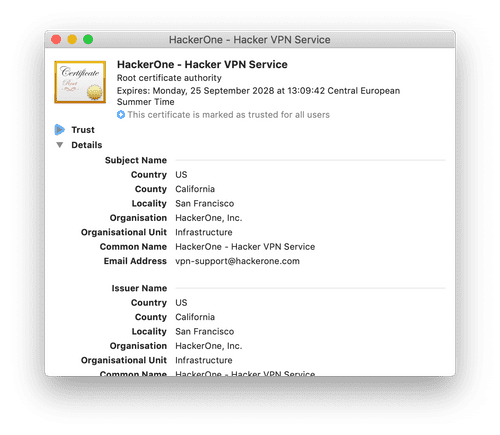 HackerOne - Hacker VPN Service
Certificate
Root
HackerOne - Hacker VPN Service
Root certificate authority
Expires: Monday, 25 September 2028 at 13:09:42 Central European
Summer Time
This certificate is marked as trusted for all users
Trust
Details
Subject Name
Country US
County California
Locality San Francisco
Organisation HackerOne, Inc.
Organisational Unit Infrastructure
Common Name HackerOne - Hacker VPN Service
Email Address vpn-support@hackerone.com
Issuer Name
Country US
County California
Locality San Francisco
Organisation HackerOne, Inc.
Organisational Unit Infrastructure
Common Name HackerOne - Hacker VPN Service